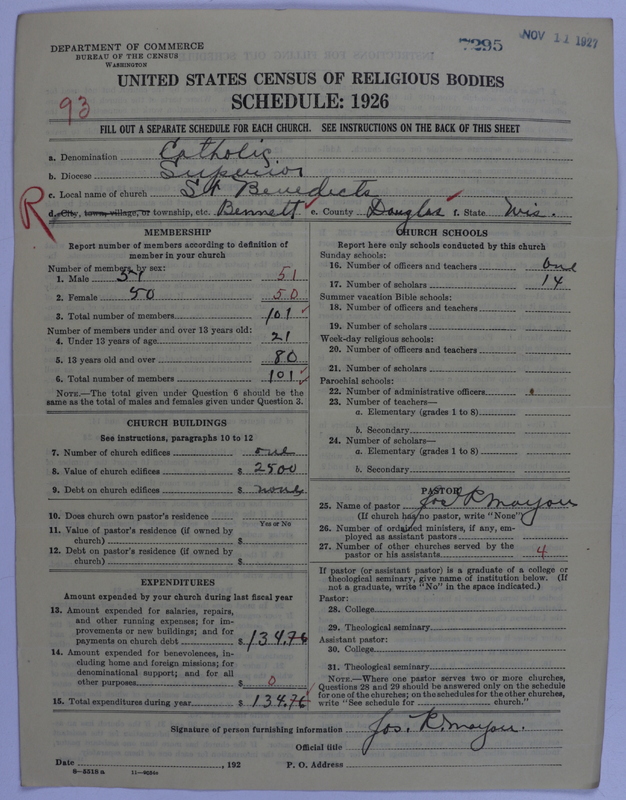 7295 NOV 11 1927
DEPARTMENT OF COMMERCE
BUREAU OF THE CENSUS
WASHINGTON
UNITED STATES CENSUS OF RELIGIOUS BODIES
SCHEDULE: 1926
93
FILL OUT A SEPARATE SCHEDULE FOR EACH CHURCH. SEE INSTRUCTIONS ON THE BACK OF THIS SHEET
a. Denomination Catholic
b. Diocese Superior
c. Local name of church St Benedicts
R
d. City, town, village, or township, etc. Bennett e. County Douglas f. State Wis.
MEMBERSHIP
Report number of members according to definition of
member in your church
Number of members by sex:
1. Male 51
2. Female 50 50
3. Total number of members 101
Number of members under and over 13 years old:
4. Under 13 years of age 21
5. 13 years old and over 80
6. Total number of members 101
NOTE.—The total given under Question 6 should be
same as the total of males and females given under Question 3.
CHURCH BUILDINGS
See instructions, paragraphs 10 to 12
7. Number of church edifices one
8. Value of church edifices $ 2500
9. Debt on church edifices $ none
10. Does church own pastor's residence
Yes or No
11. Value of pastor's residence (if owned by
church) $
12. Debt on pastor's residence (if owned by
church) $
EXPENDITURES
Amount expended by your church during last fiscal year
13. Amount expended for salaries, repairs,
and other running expenses; for im-
provements or new buildings; and for
payments on church debt $ 134.76
14. Amount expended for benevolences, in-
cluding home and foreign missions; for
denominational support; and for all
other purposes $ 0
15. Total expenditures during year $ 134.76
CHURCH SCHOOLS
Report here only schools conducted by this church
Sunday schools:
16. Number of officers and teachers one
17. Number of scholars 14
Summer vacation Bible schools:
18. Number of officers and teachers
19. Number of scholars
Week-day religious schools:
20. Number of officers and teachers
21. Number of scholars
Parochial schools:
22. Number of administrative officers
23. Number of teachers—
a. Elementary (grades 1 to 8)
b. Secondary
24. Number of scholars—
a. Elementary (grades 1 to 8)
b. Secondary
PASTOR
25. Name of pastor Jos R. Mayou
(If church has no pastor, write "None")
26. Number of ordained ministers, if any, em-
ployed as assistant pastors
27. Number of other churches served by the
pastor or his assistants 4
If pastor (or assistant pastor) is a graduate of a college or
theological seminary, give name of institution below. (If
not a graduate, write "No" in the space indicated.)
Pastor:
28. College
29. Theological seminary
Assistant pastor:
30. College
31. Theological seminary
NOTE.—Where one pastor serves two or more churches,
Questions 28 and 29 should be answered only on the schedule
for one of the churches; on the schedules for the other churches,
write "See schedule for church."
Signature of person furnishing information Jos. R. Mayou.
Official title
Date , 192 P. O. Address
8-5318 a